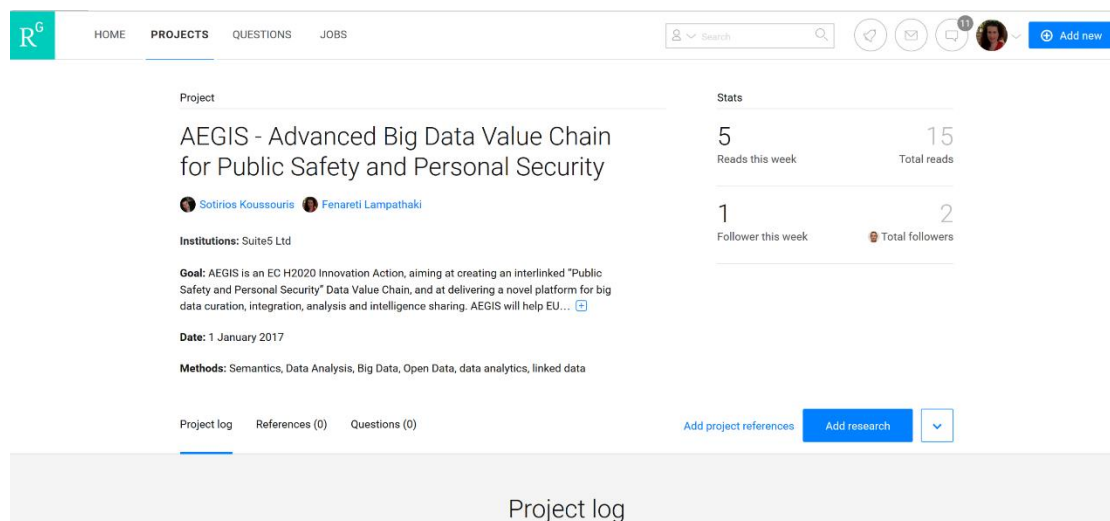 RG
HOME PROJECTS QUESTIONS JOBS
Search
11
Add new
Project
AEGIS - Advanced Big Data Value Chain
for Public Safety and Personal Security
Sotirios Koussouris Fenareti Lampathaki
Institutions: Suite5 Ltd
Goal: AEGIS is an EC H2020 Innovation Action, aiming at creating an interlinked “Public
Safety and Personal Security” Data Value Chain, and at delivering a novel platform for big
data curation, integration, analysis and intelligence sharing. AEGIS will help EU…
Date: 1 January 2017
Methods: Semantics, Data Analysis, Big Data, Open Data, data analytics, linked data
Stats
5 15
Reads this week Total reads
1 2
Follower this week Total followers
Project log References (0) Questions (0)
Add project references Add research
Project log